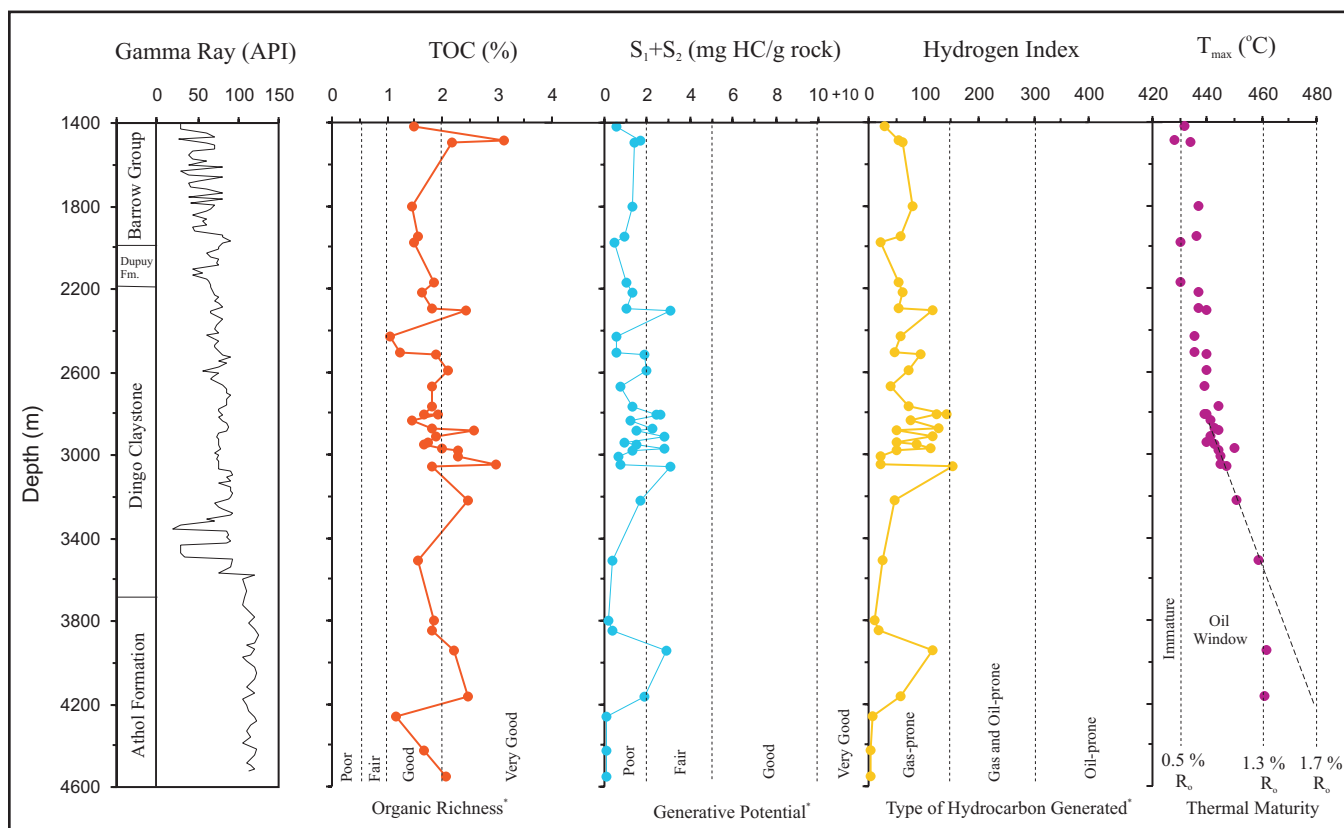 Gamma Ray (API)
TOC (%)
S₁+S₂ (mg HC/g rock)
Hydrogen Index
Tmax (°C)
0 50 100 150
0 1 2 3 4
0 2 4 6 8 10 +10
0 100 200 300 400
420 440 460 480
Depth (m)
1400
1800
2200
2600
3000
3400
3800
4200
4600
Barrow Group
Dupuy
Fm.
Dingo Claystone
Athol Formation
Poor
Fair
Good
Very Good
Poor
Fair
Good
Very Good
Gas-prone
Gas and Oil-prone
Oil-prone
Immature
Oil
Window
0.5 %
Rₒ
1.3 %
Rₒ
1.7 %
Rₒ
Organic Richness*
Generative Potential*
Type of Hydrocarbon Generated*
Thermal Maturity